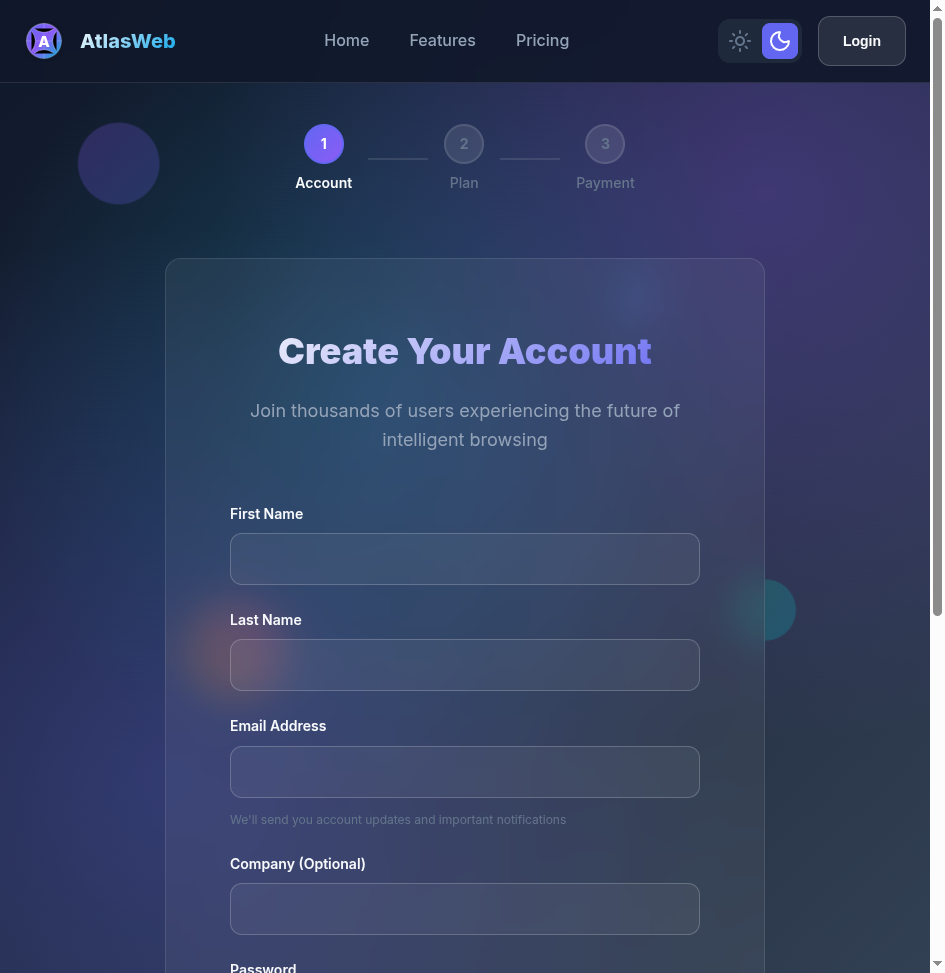 A AtlasWeb Home Features Pricing Login
1 2 3
Account Plan Payment
Create Your Account
Join thousands of users experiencing the future of
intelligent browsing
First Name
Last Name
Email Address
We'll send you account updates and important notifications
Company (Optional)
Password